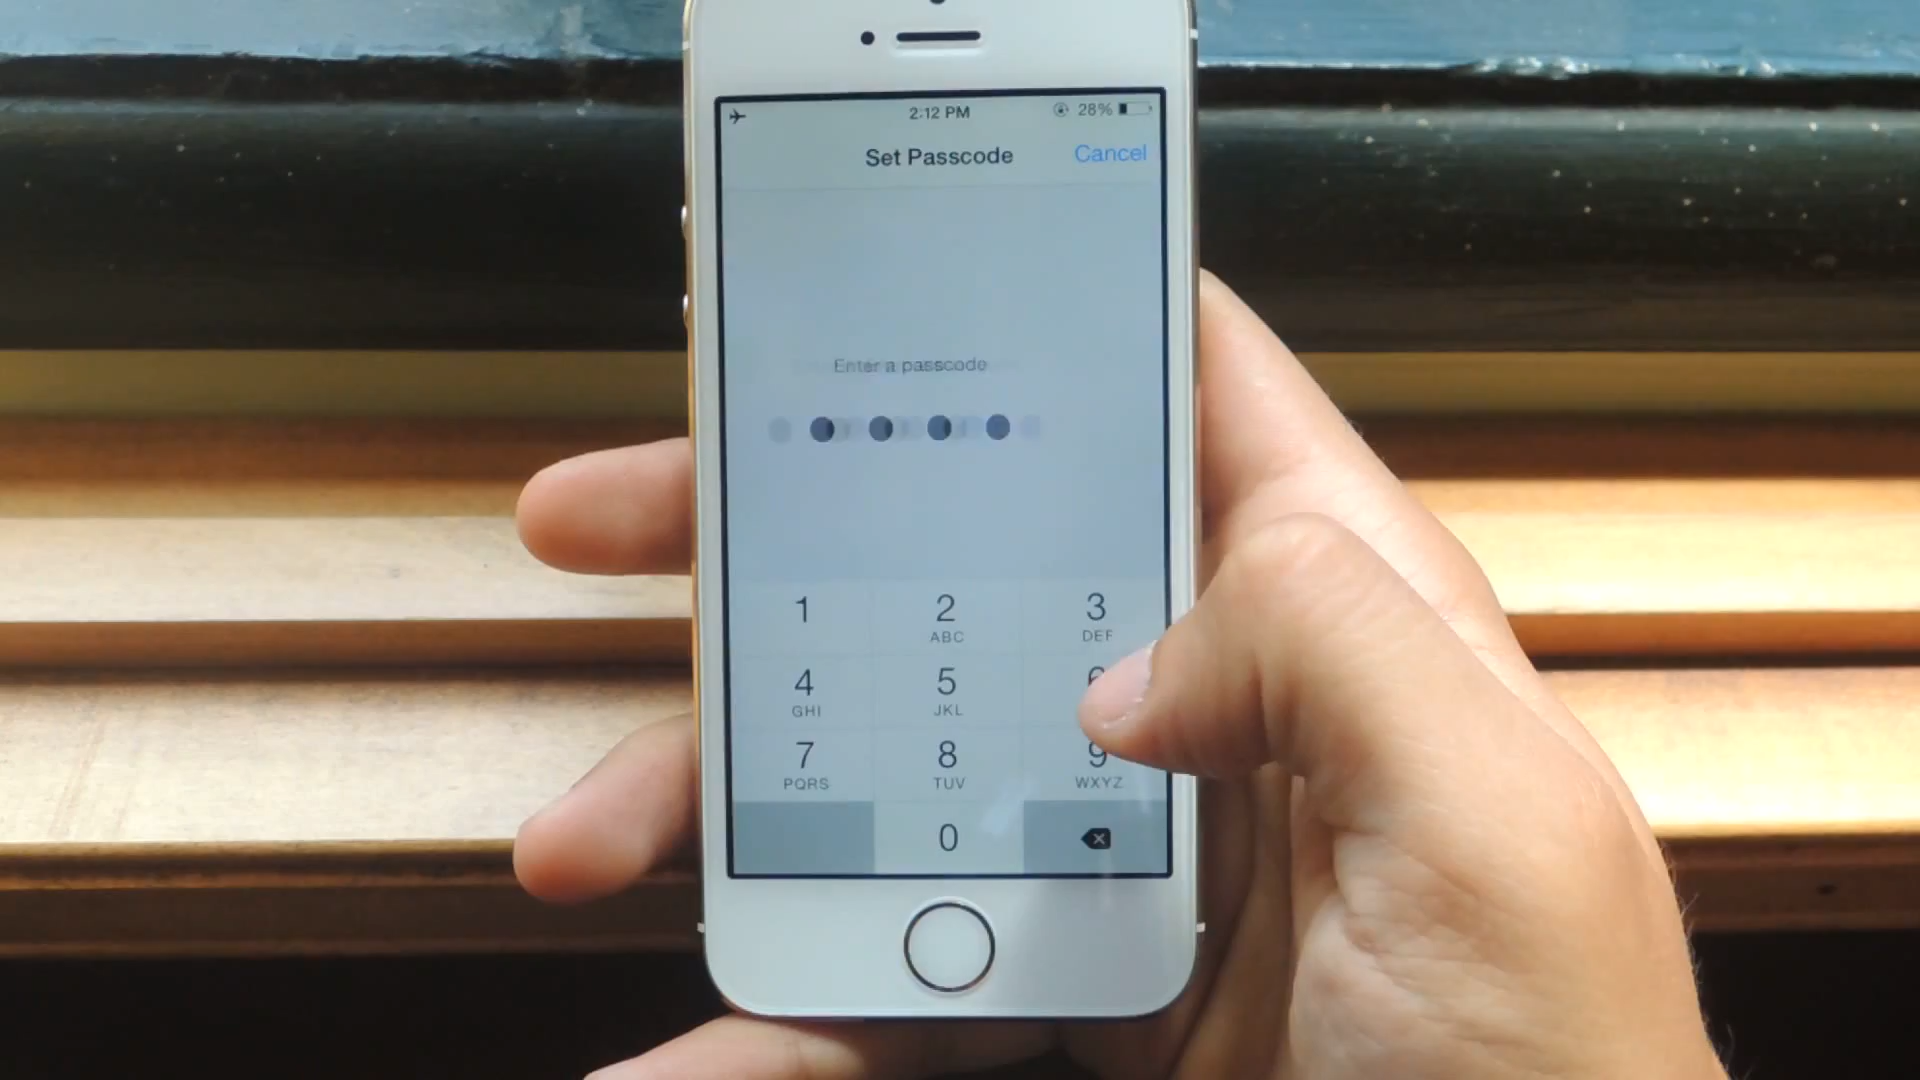 2:12 PM 28%
Set Passcode Cancel
Enter a passcode
1 2 3
ABC DEF
4 5 6
GHI JKL
7 8 9
PQRS TUV WXYZ
0